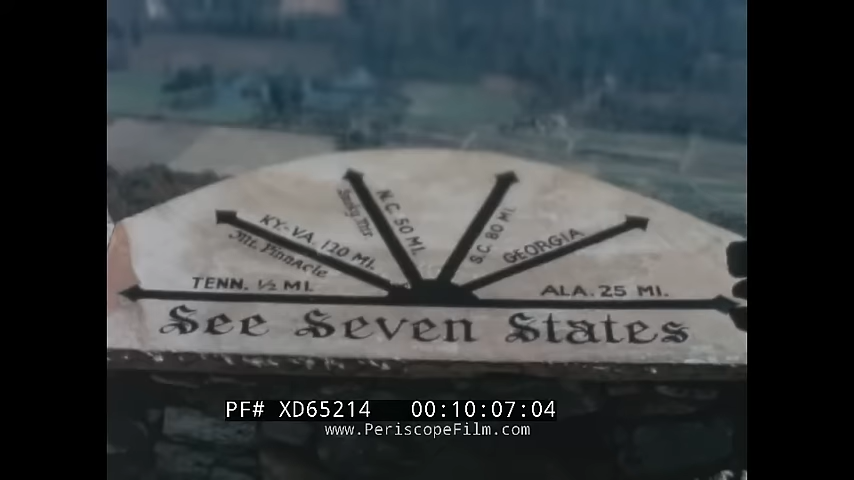 TENN. ½ MI.
KY.-VA. 120 MI.
Mt. Pinnacle
N.C. 50 MI.
Smoky Mts.
S.C. 80 MI.
GEORGIA
ALA. 25 MI.
See Seven States
PF# XD65214 00:10:07:04
www.PeriscopeFilm.com